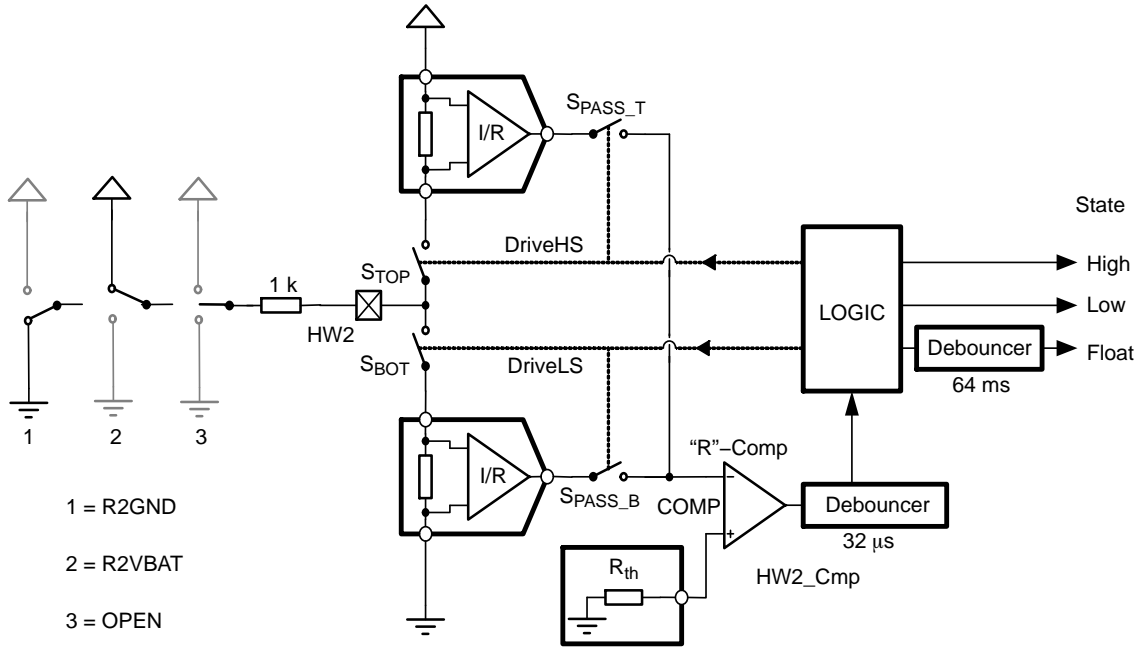 S_PASS_T
I/R
State
DriveHS
High
S_TOP
1 k
LOGIC
Low
HW2
Debouncer
Float
S_BOT
DriveLS
64 ms
1
2
3
"R"−Comp
I/R
−
S_PASS_B
COMP
Debouncer
1 = R2GND
+
32 μs
R_th
HW2_Cmp
2 = R2VBAT
3 = OPEN